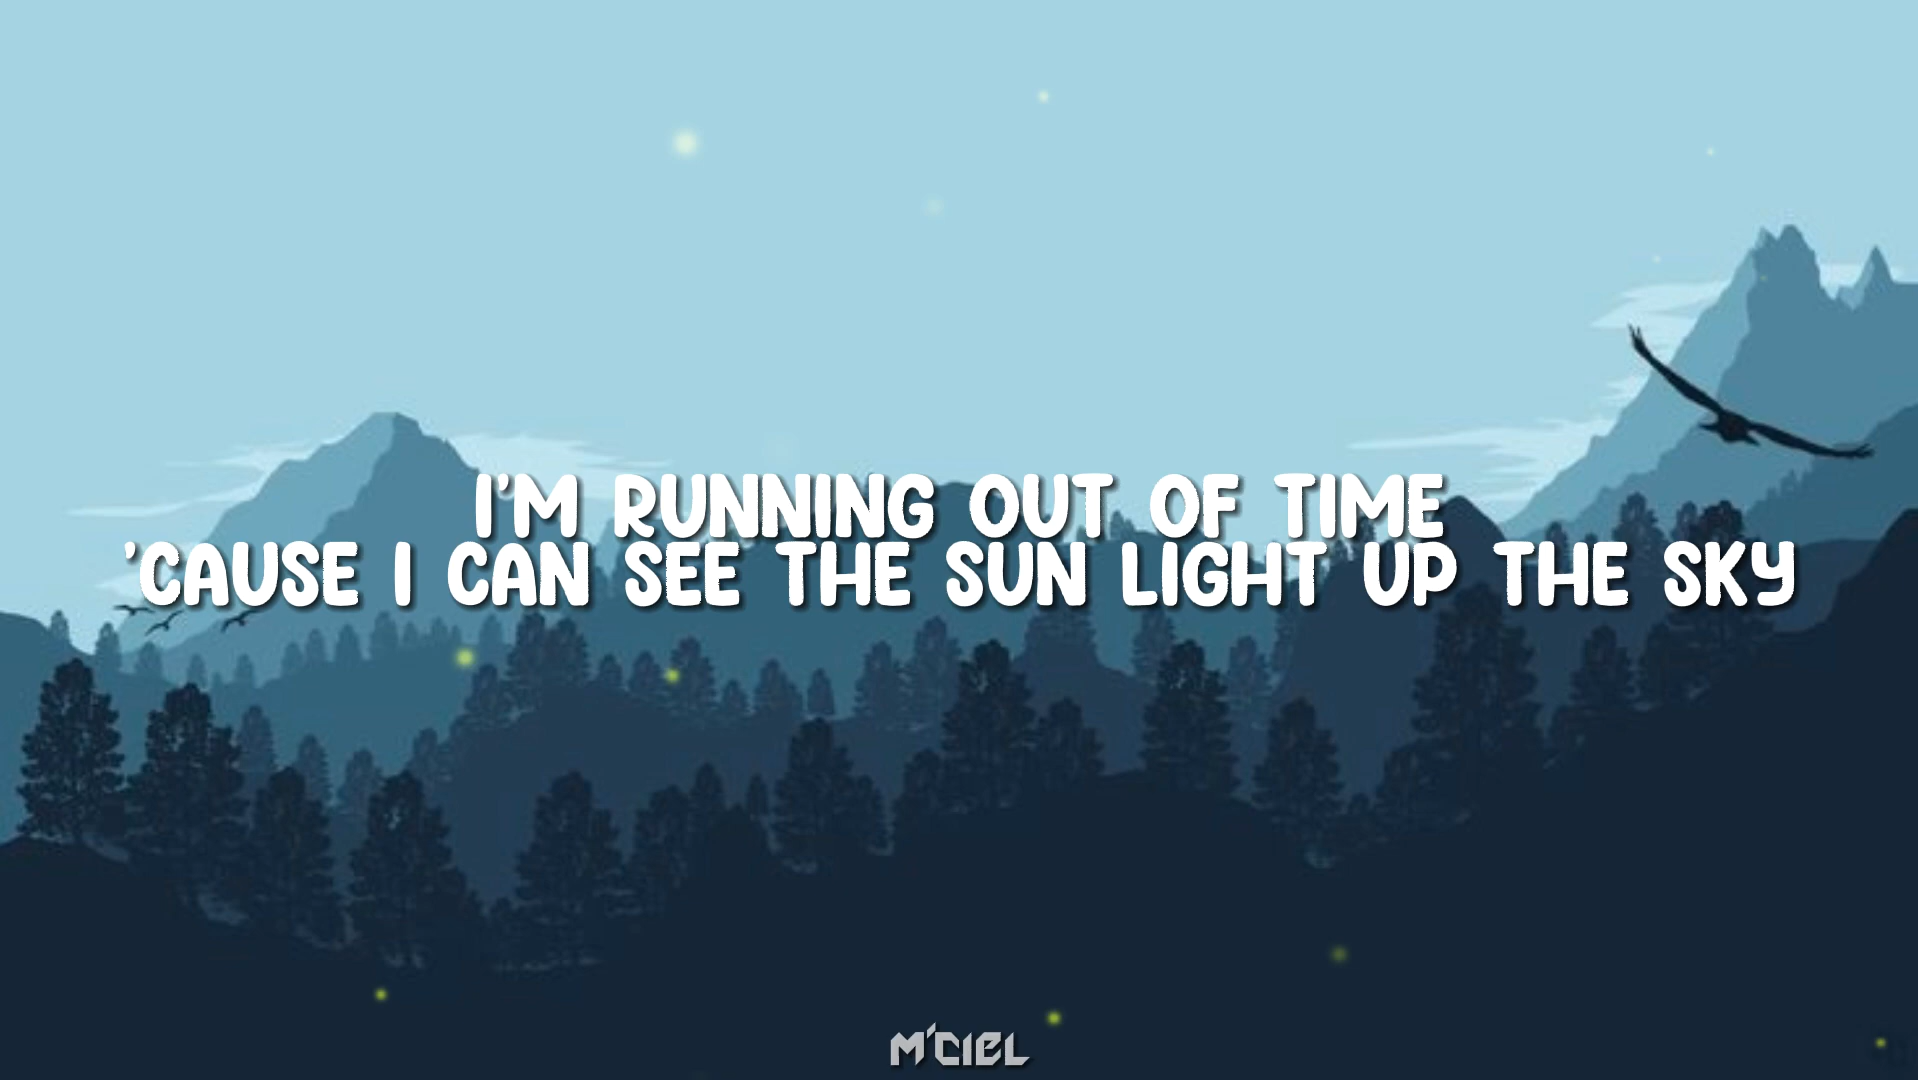 I'M RUNNING OUT OF TIME
'CAUSE I CAN SEE THE SUN LIGHT UP THE SKY
M'CIEL